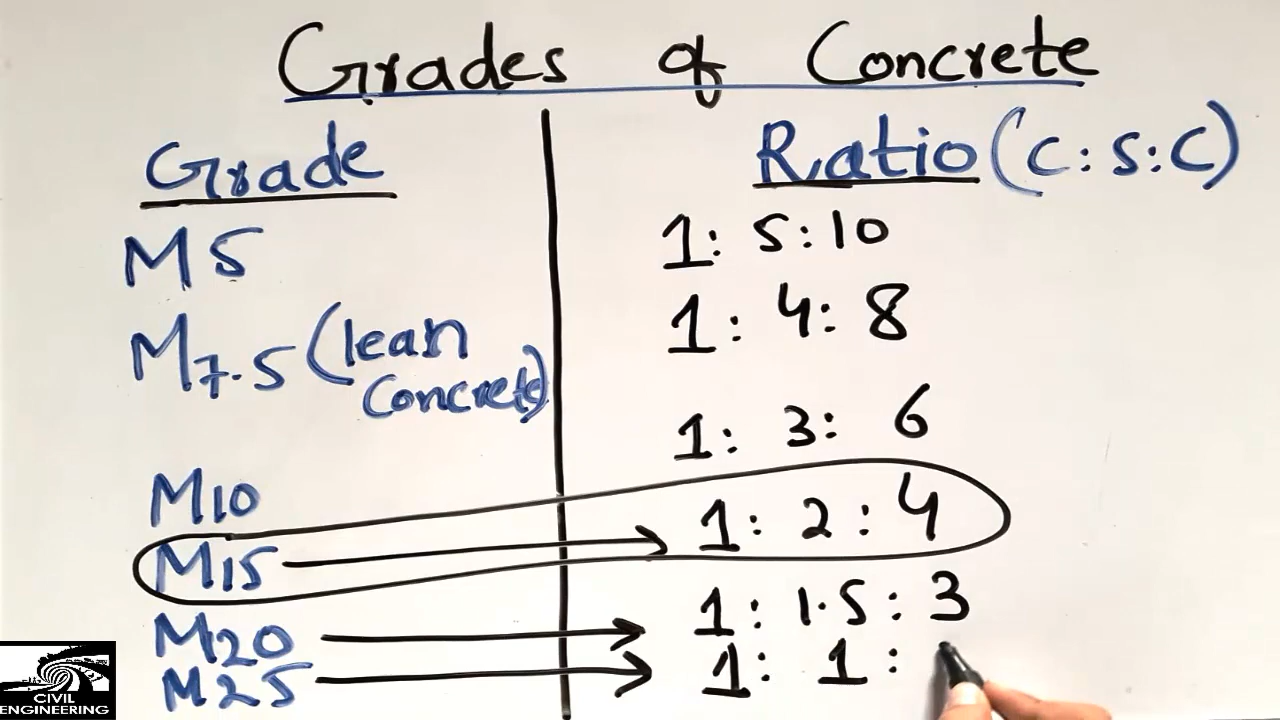 Grades of Concrete
Grade Ratio (C:S:C)
M5 1:5:10
M7.5 (lean 1:4:8
Concrete)
1:3:6
M10
M15 1:2:4
M20 1:1.5:3
M25 1:1:
CIVIL
ENGINEERING